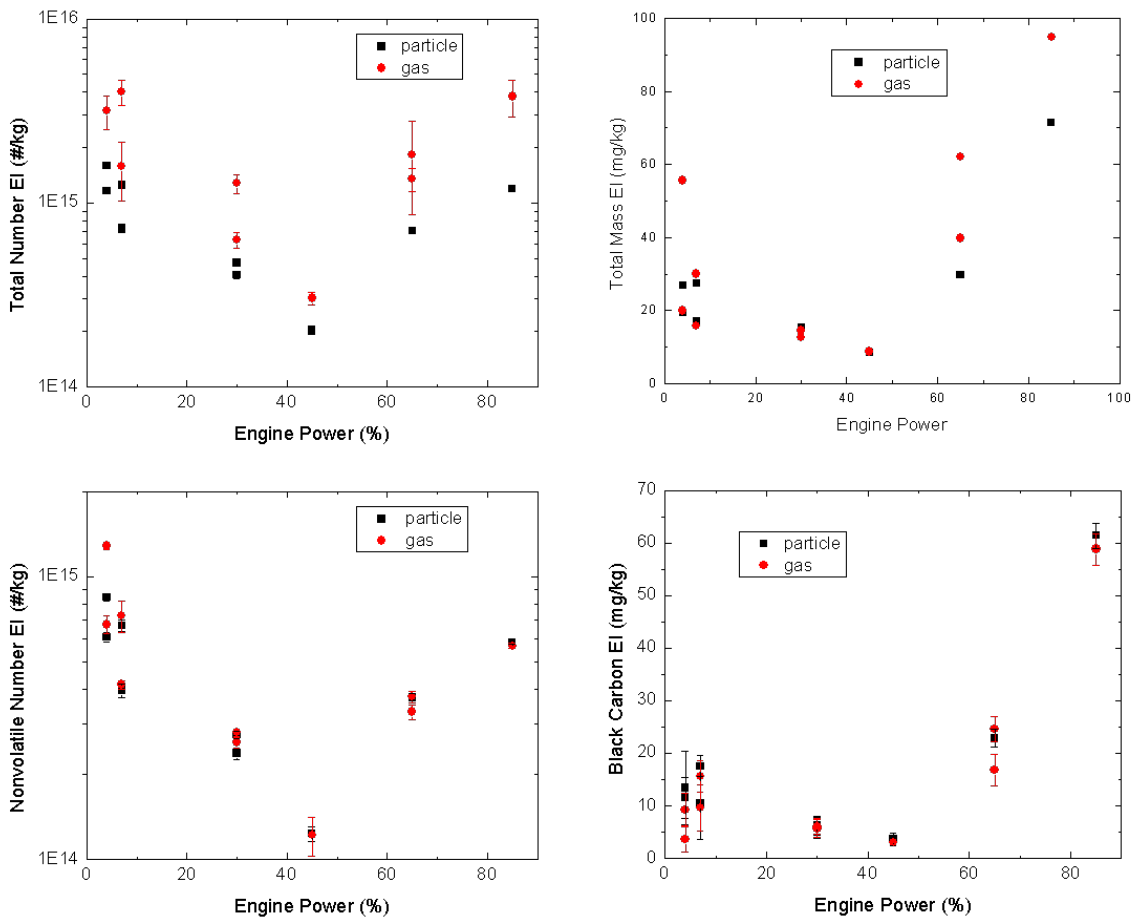 1E16
1E15
1E14
Total Number EI (#/kg)
particle
gas
0 20 40 60 80
Engine Power (%)
100
80
60
40
20
0
Total Mass EI (mg/kg)
particle
gas
0 20 40 60 80 100
Engine Power
1E15
1E14
Nonvolatile Number EI (#/kg)
particle
gas
0 20 40 60 80
Engine Power (%)
70
60
50
40
30
20
10
0
Black Carbon EI (mg/kg)
particle
gas
0 20 40 60 80
Engine Power (%)